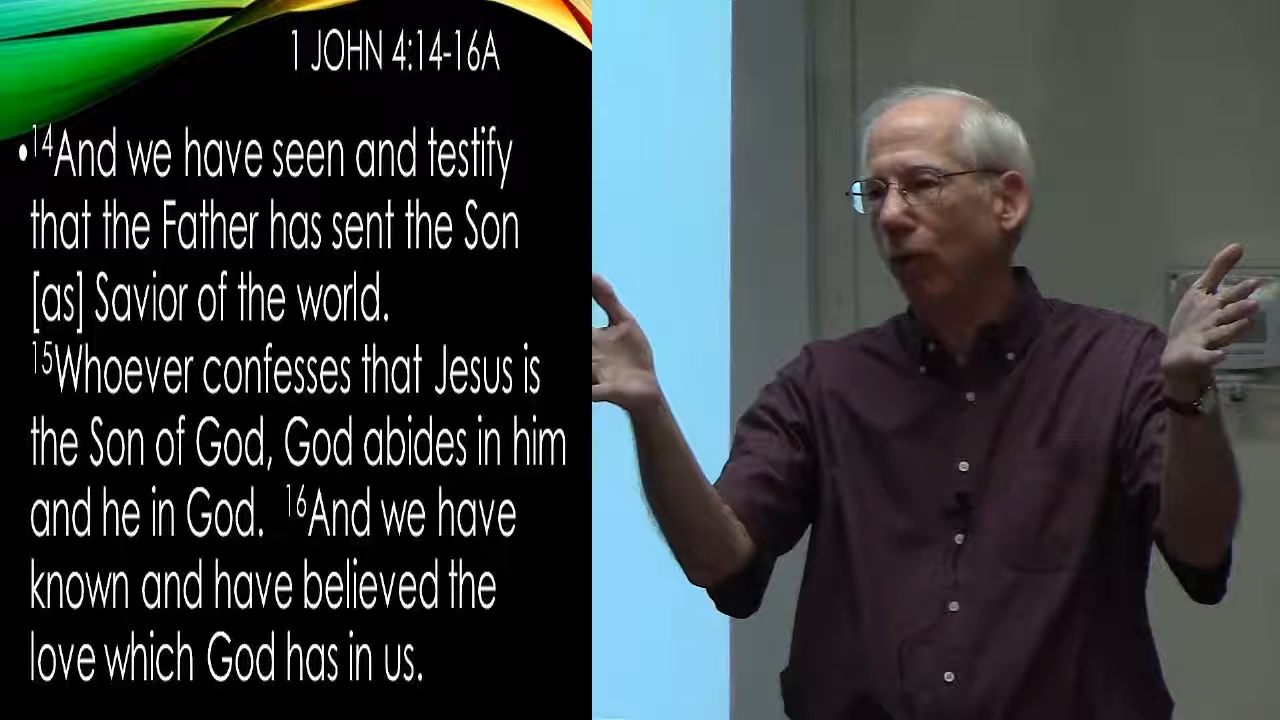 1 JOHN 4:14-16A
•14And we have seen and testify
that the Father has sent the Son
[as] Savior of the world.
15Whoever confesses that Jesus is
the Son of God, God abides in him
and he in God. 16And we have
known and have believed the
love which God has in us.